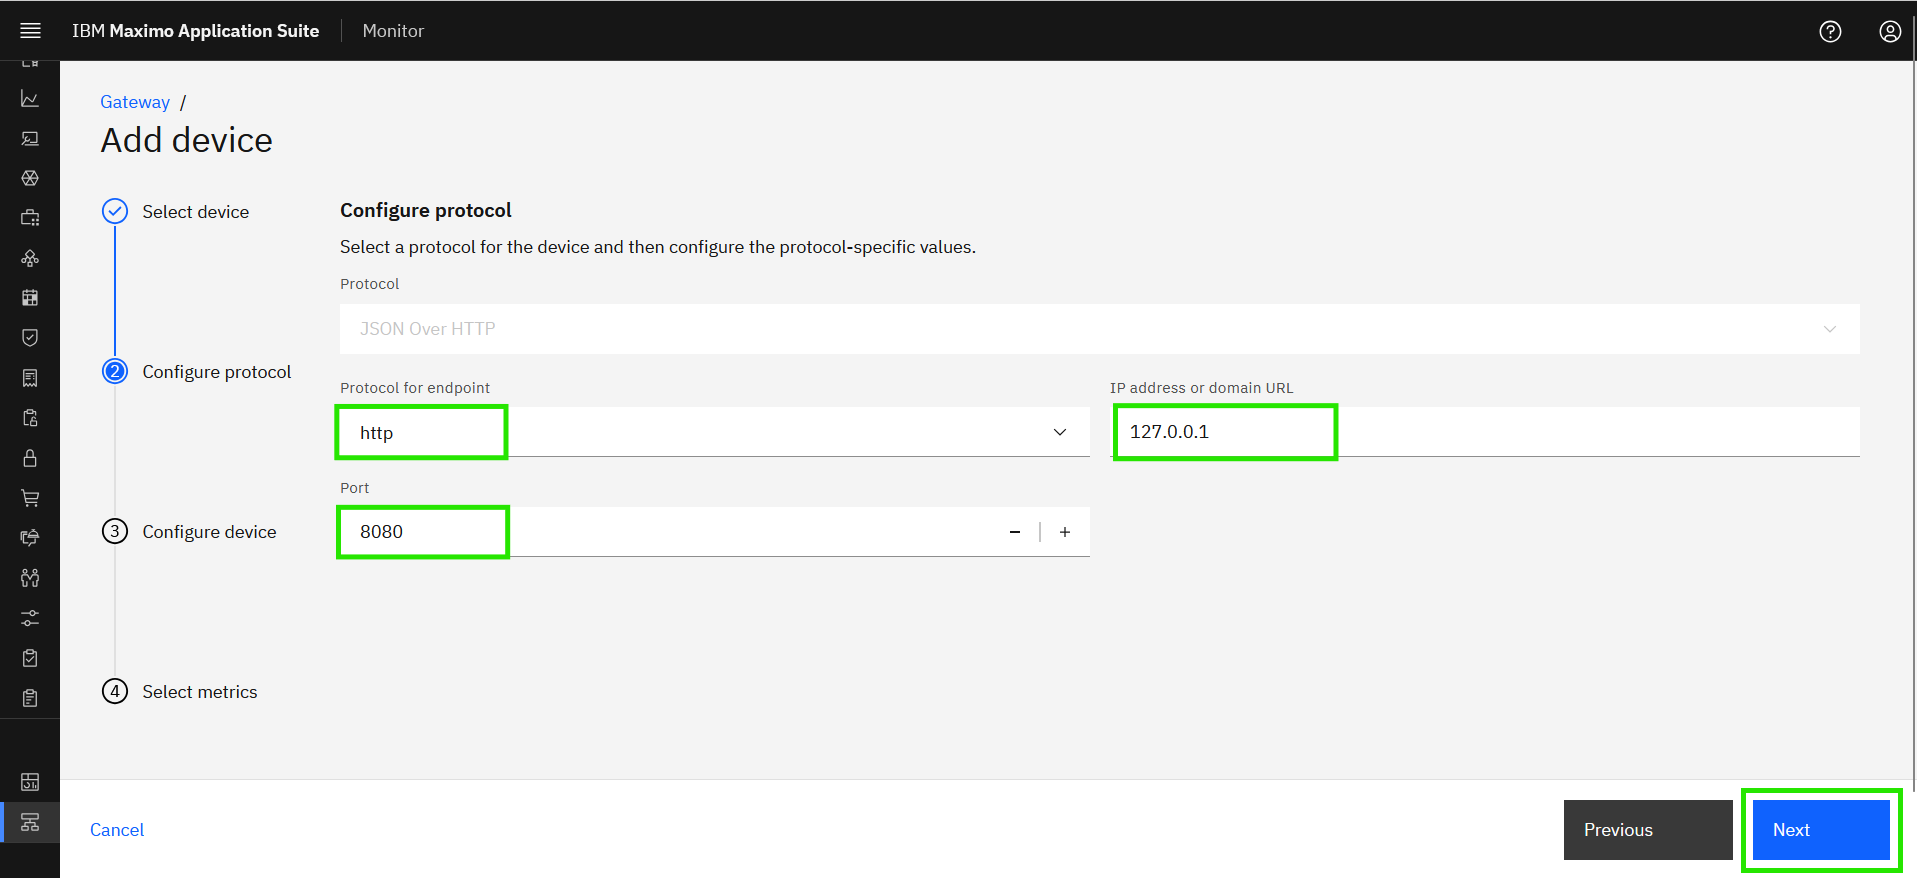 IBM Maximo Application Suite
Monitor
Gateway /
Add device
Select device
Configure protocol
Select a protocol for the device and then configure the protocol-specific values.
Protocol
JSON Over HTTP
2
Configure protocol
Protocol for endpoint
IP address or domain URL
http
127.0.0.1
Port
3
Configure device
8080
4
Select metrics
Cancel
Previous
Next